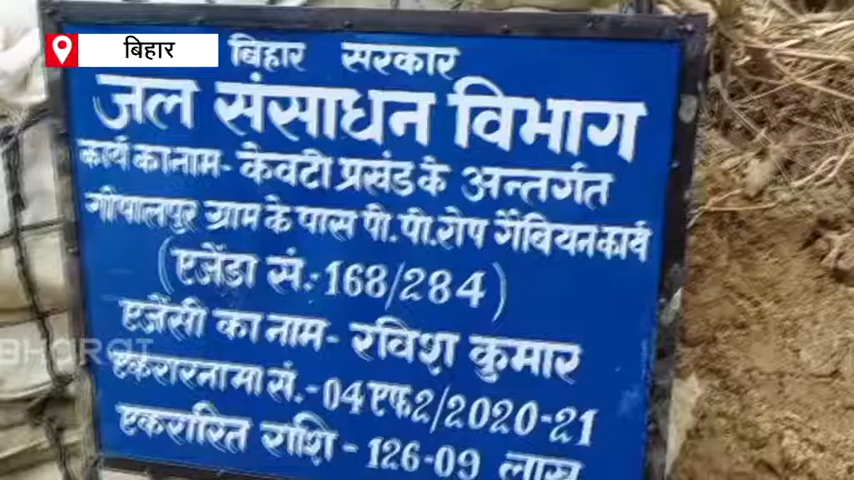 बिहार
बिहार सरकार
जल संसाधन विभाग
कार्य का नाम- केवटी प्रखंड के अन्तर्गत
गोपालपुर ग्राम के पास पी.पी.रोप गैबियन कार्य
(एजेंडा सं.-168/284)
एजेंसी का नाम- रविश कुमार
एकरारनामा सं.-04एफ2/2020-21
एकरारित राशि - 126-09 लाख
BHARAT